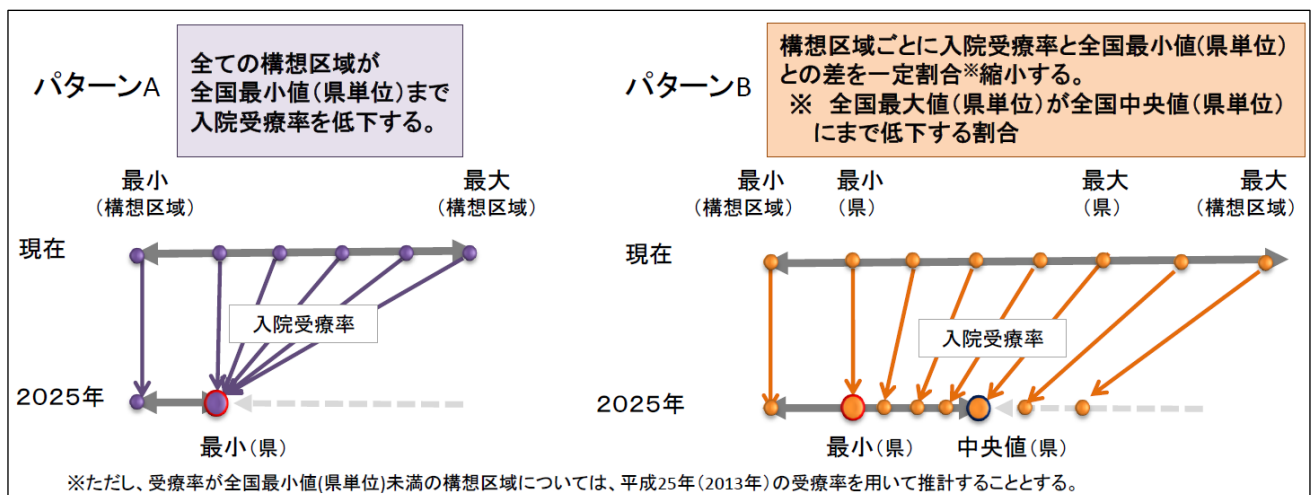 パターンA
全ての構想区域が
全国最小値(県単位)まで
入院受療率を低下する。
最小
(構想区域)
最大
(構想区域)
現在
入院受療率
2025年
最小(県)
パターンB
構想区域ごとに入院受療率と全国最小値(県単位)
との差を一定割合※縮小する。
※ 全国最大値(県単位)が全国中央値(県単位)
にまで低下する割合
最小
(構想区域)
最小
(県)
最大
(県)
最大
(構想区域)
現在
入院受療率
2025年
最小(県)
中央値(県)
※ただし、受療率が全国最小値(県単位)未満の構想区域については、平成25年(2013年)の受療率を用いて推計することとする。